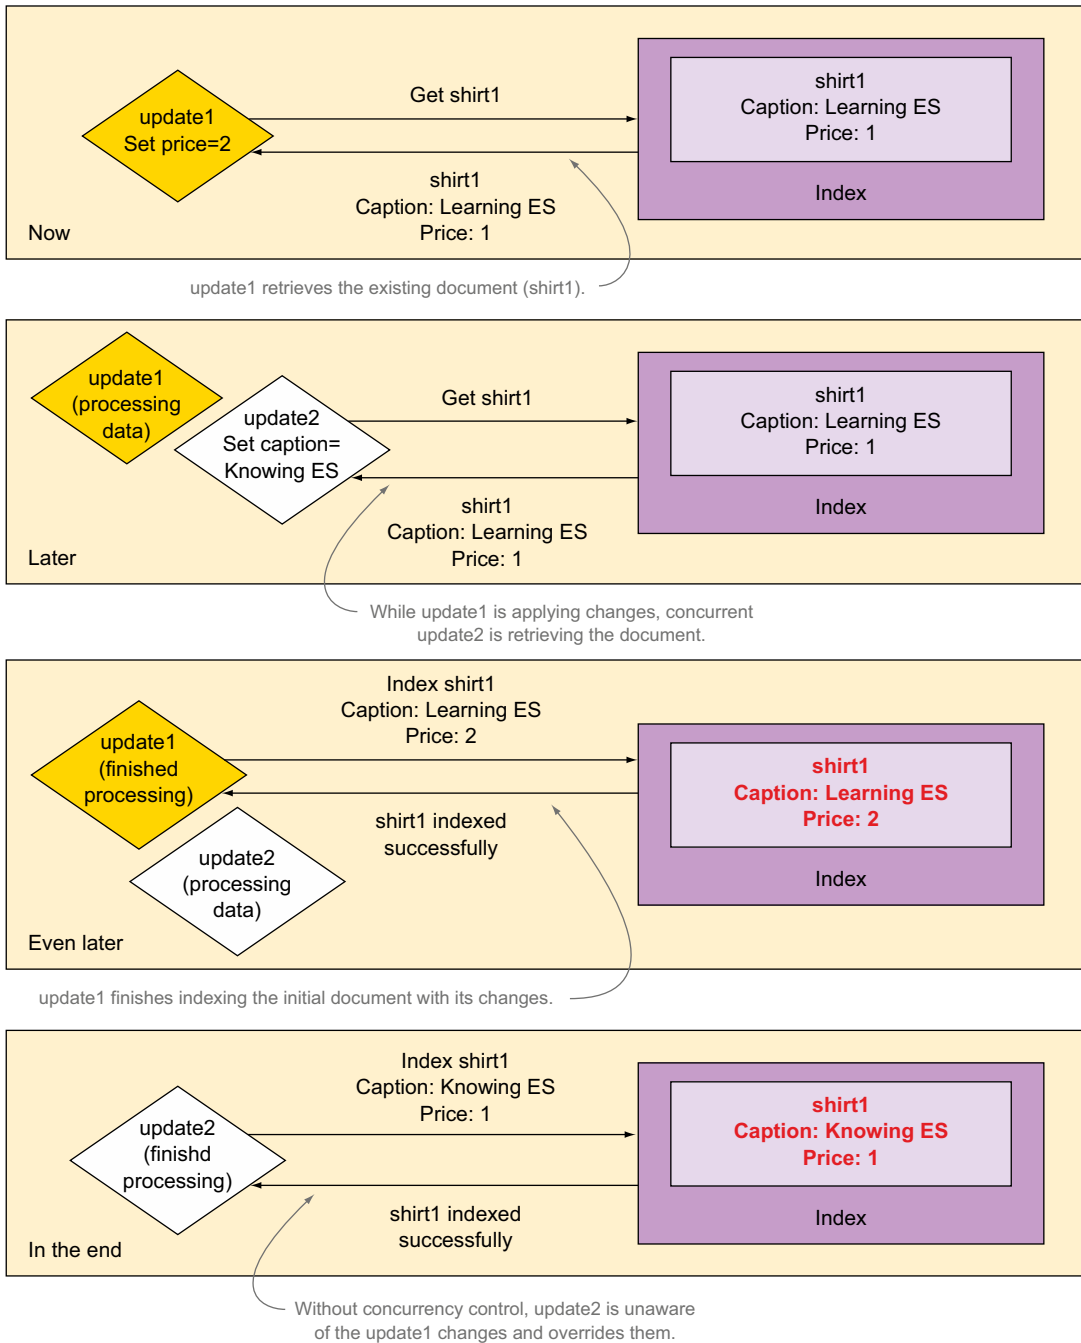 update1
Set price=2
Get shirt1
shirt1
Caption: Learning ES
Price: 1
shirt1
Caption: Learning ES
Price: 1
Index
Now
update1 retrieves the existing document (shirt1).
update1
(processing
data)
update2
Set caption=
Knowing ES
Get shirt1
shirt1
Caption: Learning ES
Price: 1
shirt1
Caption: Learning ES
Price: 1
Index
Later
While update1 is applying changes, concurrent
update2 is retrieving the document.
update1
(finished
processing)
update2
(processing
data)
Index shirt1
Caption: Learning ES
Price: 2
shirt1 indexed
successfully
shirt1
Caption: Learning ES
Price: 2
Index
Even later
update1 finishes indexing the initial document with its changes.
update2
(finishd
processing)
Index shirt1
Caption: Knowing ES
Price: 1
shirt1 indexed
successfully
shirt1
Caption: Knowing ES
Price: 1
Index
In the end
Without concurrency control, update2 is unaware
of the update1 changes and overrides them.